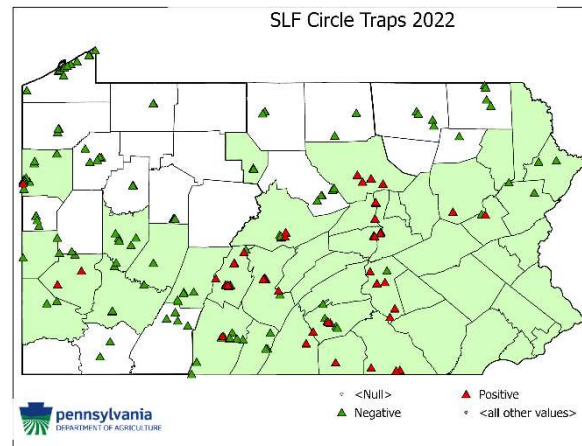 SLF Circle Traps 2022
<Null>
Positive
Negative
<all other values>
pennsylvania
DEPARTMENT OF AGRICULTURE